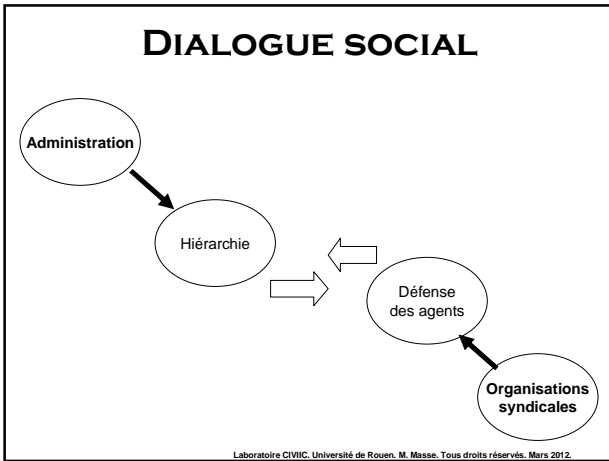 DIALOGUE SOCIAL
Administration
Hiérarchie
Défense
des agents
Organisations
syndicales
Laboratoire CIVIIC. Université de Rouen. M. Masse. Tous droits réservés. Mars 2012.